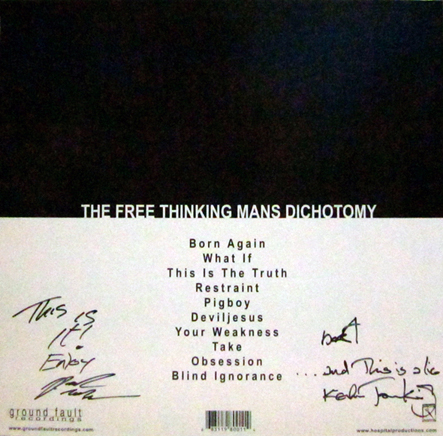 THE FREE THINKING MANS DICHOTOMY
Born Again
What If
This Is The Truth
Restraint
Pigboy
Deviljesus
Your Weakness
Take
Obsession
Blind Ignorance
This is
it!
Enjoy
...and This is a lie
ground fault
recordings
www.groundfaultrecordings.com
www.hospitalproductions.com